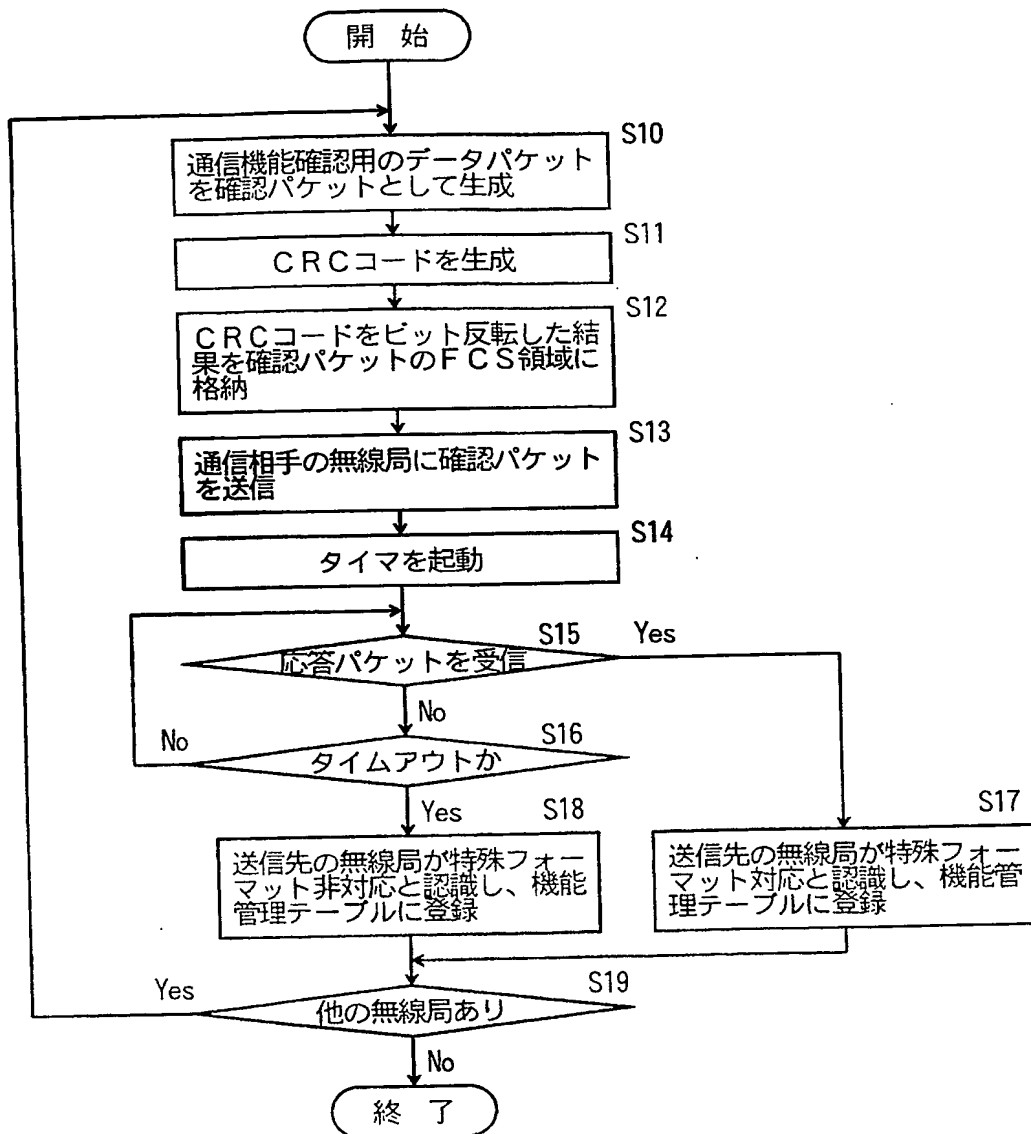 開 始
S10
通信機能確認用のデータパケット
を確認パケットとして生成
S11
CRCコードを生成
S12
CRCコードをビット反転した結
果を確認パケットのFCS領域に
格納
S13
通信相手の無線局に確認パケット
を送信
S14
タイマを起動
S15
Yes
応答パケットを受信
No
No
S16
タイムアウトか
Yes
S18
送信先の無線局が特殊フォー
マット非対応と認識し、機能
管理テーブルに登録
S17
送信先の無線局が特殊フォー
マット対応と認識し、機能管
理テーブルに登録
Yes
S19
他の無線局あり
No
終 了